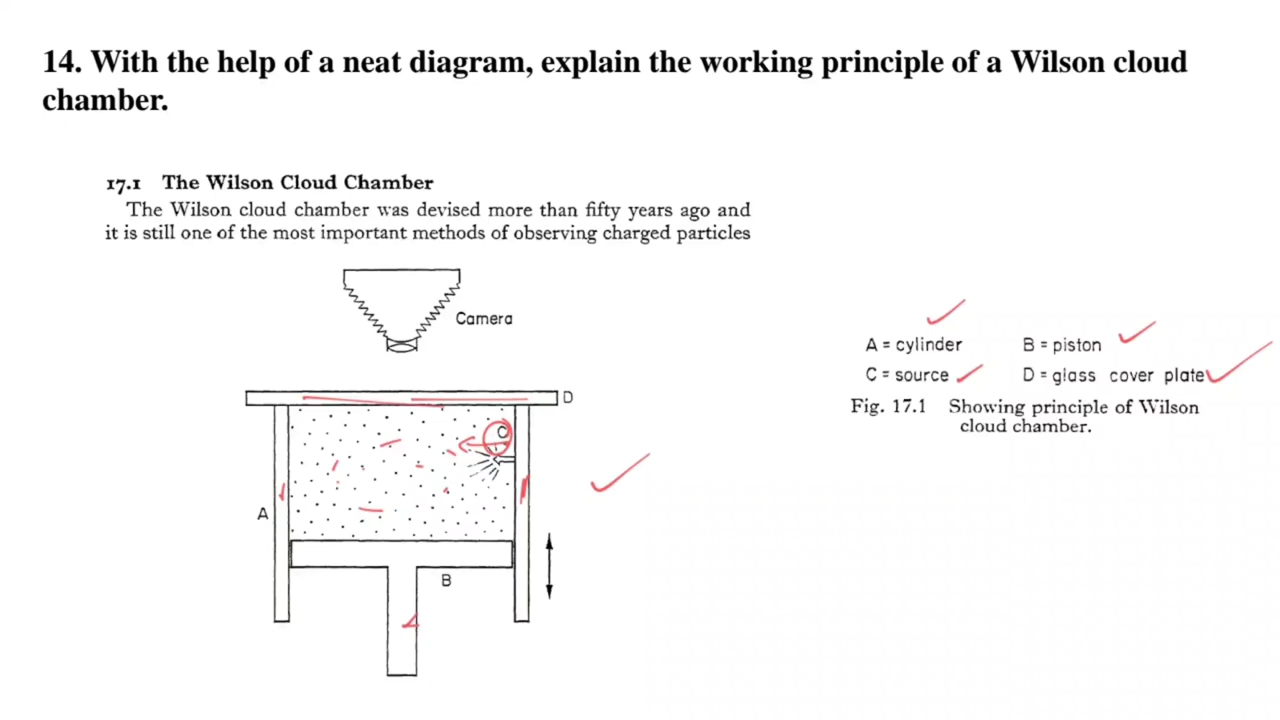 14. With the help of a neat diagram, explain the working principle of a Wilson cloud
chamber.
17.1 The Wilson Cloud Chamber
The Wilson cloud chamber was devised more than fifty years ago and
it is still one of the most important methods of observing charged particles
Camera
D
C
A
B
A = cylinder B = piston
C = source D = glass cover plate
Fig. 17.1 Showing principle of Wilson
cloud chamber.